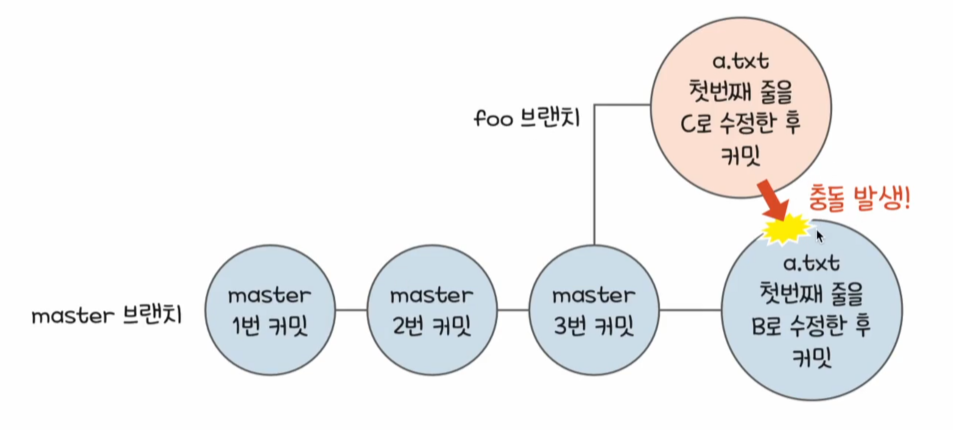 a.txt
첫번째 줄을
C로 수정한 후
커밋
foo 브랜치
충돌 발생!
a.txt
첫번째 줄을
B로 수정한 후
커밋
master 브랜치
master
1번 커밋
master
2번 커밋
master
3번 커밋